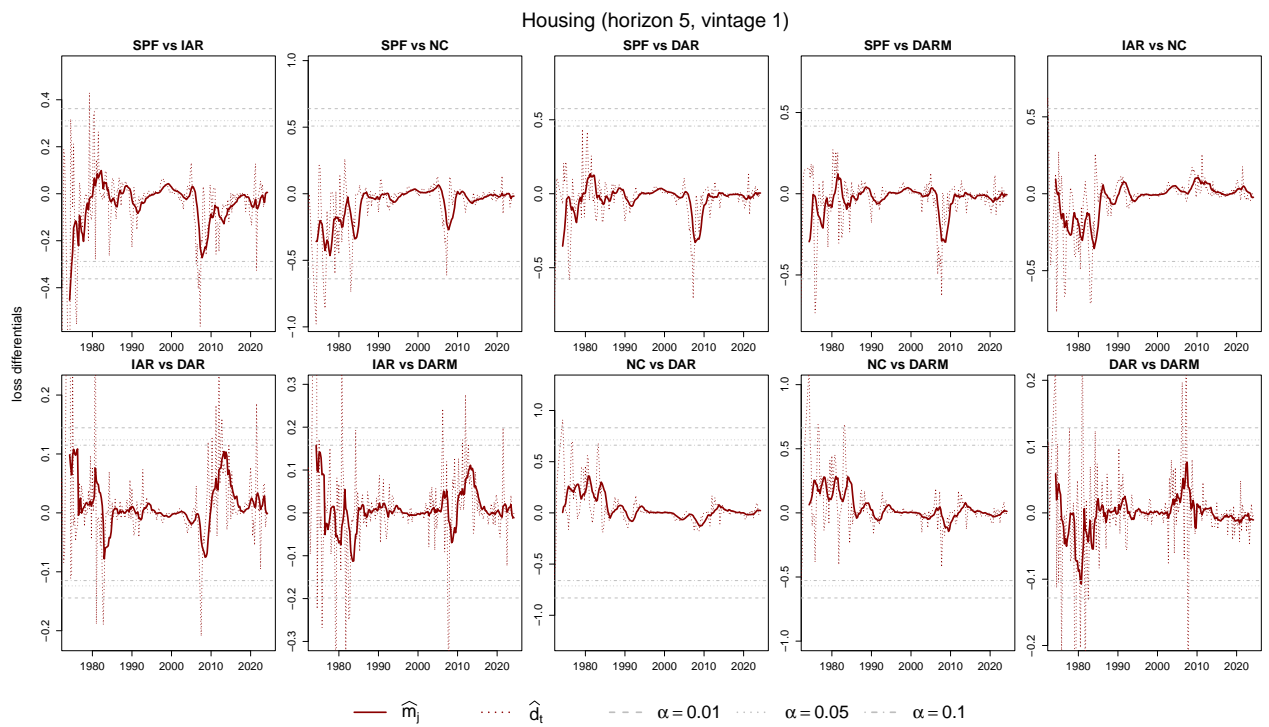 Housing (horizon 5, vintage 1)
SPF vs IAR
SPF vs NC
SPF vs DAR
SPF vs DARM
IAR vs NC
0.4
0.2
0.0
−0.2
−0.4
1.0
0.5
0.0
−0.5
−1.0
0.5
0.0
−0.5
0.5
0.0
−0.5
0.5
0.0
−0.5
1980 1990 2000 2010 2020
1980 1990 2000 2010 2020
1980 1990 2000 2010 2020
1980 1990 2000 2010 2020
1980 1990 2000 2010 2020
loss differentials
IAR vs DAR
IAR vs DARM
NC vs DAR
NC vs DARM
DAR vs DARM
0.2
0.1
0.0
−0.1
−0.2
0.3
0.2
0.1
0.0
−0.1
−0.2
−0.3
1.0
0.5
0.0
−0.5
−1.0
1.0
0.5
0.0
−0.5
−1.0
0.2
0.1
0.0
−0.1
−0.2
1980 1990 2000 2010 2020
1980 1990 2000 2010 2020
1980 1990 2000 2010 2020
1980 1990 2000 2010 2020
1980 1990 2000 2010 2020
m̂j d̂t α = 0.01 α = 0.05 α = 0.1